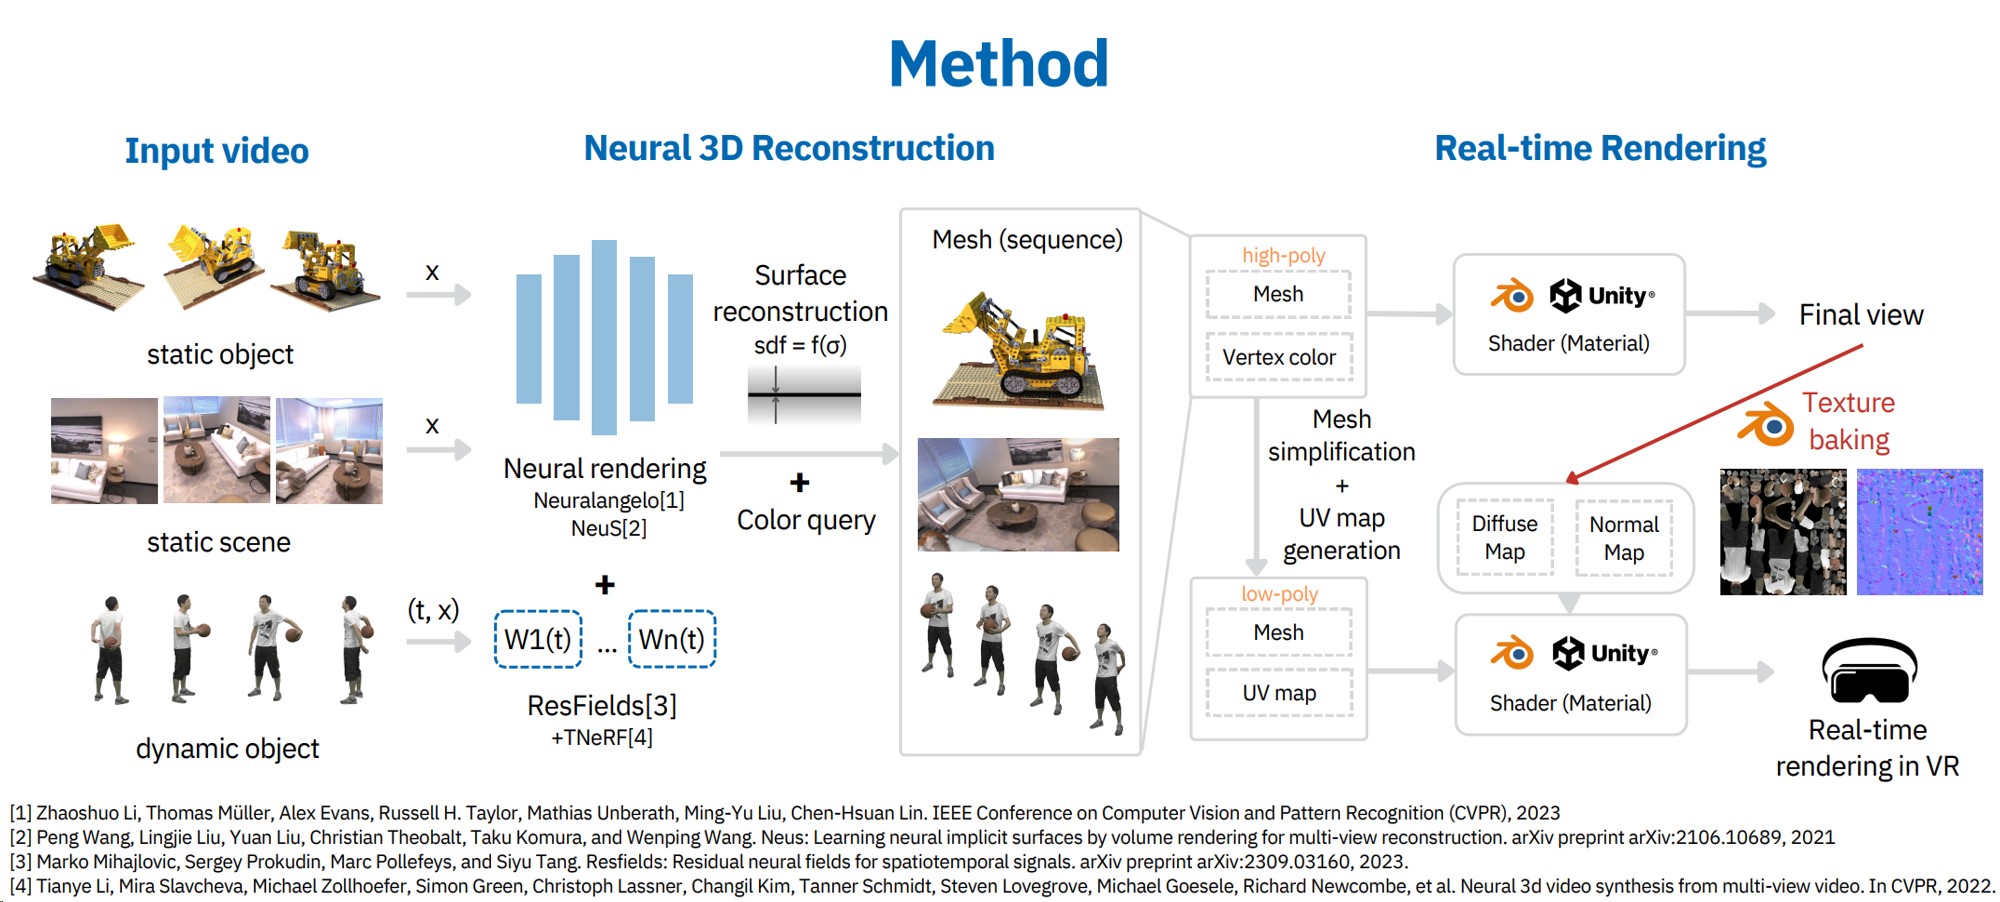 Method
Input video
Neural 3D Reconstruction
Real-time Rendering
static object
static scene
dynamic object
x
x
(t, x)
Neural rendering
Neuralangelo[1]
NeuS[2]
+
W1(t) ... Wn(t)
ResFields[3]
+TNeRF[4]
Surface
reconstruction
sdf = f(σ)
+
Color query
Mesh (sequence)
high-poly
Mesh
Vertex color
Mesh
simplification
+
UV map
generation
low-poly
Mesh
UV map
Unity®
Shader (Material)
Final view
Texture
baking
Diffuse
Map
Normal
Map
Unity®
Shader (Material)
Real-time
rendering in VR
[1] Zhaoshuo Li, Thomas Müller, Alex Evans, Russell H. Taylor, Mathias Unberath, Ming-Yu Liu, Chen-Hsuan Lin. IEEE Conference on Computer Vision and Pattern Recognition (CVPR), 2023
[2] Peng Wang, Lingjie Liu, Yuan Liu, Christian Theobalt, Taku Komura, and Wenping Wang. Neus: Learning neural implicit surfaces by volume rendering for multi-view reconstruction. arXiv preprint arXiv:2106.10689, 2021
[3] Marko Mihajlovic, Sergey Prokudin, Marc Pollefeys, and Siyu Tang. Resfields: Residual neural fields for spatiotemporal signals. arXiv preprint arXiv:2309.03160, 2023.
[4] Tianye Li, Mira Slavcheva, Michael Zollhoefer, Simon Green, Christoph Lassner, Changil Kim, Tanner Schmidt, Steven Lovegrove, Michael Goesele, Richard Newcombe, et al. Neural 3d video synthesis from multi-view video. In CVPR, 2022.